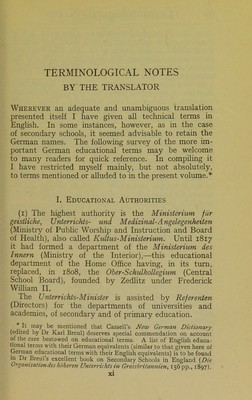 TERMINOLOGICAL NOTES
BY THE TRANSLATOR
WHEREVER an adequate and unambiguous translation
presented itself I have given all technical terms in
English. In some instances, however, as in the case
of secondary schools, it seemed advisable to retain the
German names. The following survey of the more im-
portant German educational terms may be welcome
to many readers for quick reference. In compiling it
I have restricted myself mainly, but not absolutely,
to terms mentioned or alluded to in the present volume.*
I. EDUCATIONAL AUTHORITIES
(1) The highest authority is the Ministerium für
geistliche, Unterrichts- und Medizinal-Angelegenheiten
(Ministry of Public Worship and Instruction and Board
of Health), also called Kultus-Ministerium. Until 1817
it had formed a department of the Ministerium des
Innern (Ministry of the Interior),—this educational
department of the Home Office having, in its turn,
replaced, in 1808, the Ober-Schulkollegium (Central
School Board), founded by Zedlitz under Frederick
William II.
The Unterrichts-Minister is assisted by Referenten
(Directors) for the departments of universities and
academies, of secondary and of primary education.
* It may be mentioned that Cassell's New German Dictionary
(edited by Dr Karl Breul) deserves special commendation on account
of the care bestowed on educational terms. A list of English educa-
tional terms with their German equivalents (similar to that given here of
German educational terms with their English equivalents) is to be found
in Dr Breul's excellent book on Secondary Schools in England (Die
Organisation des höheren Unterrichts in Grossbritannien, 136 pp., 1897).
xi